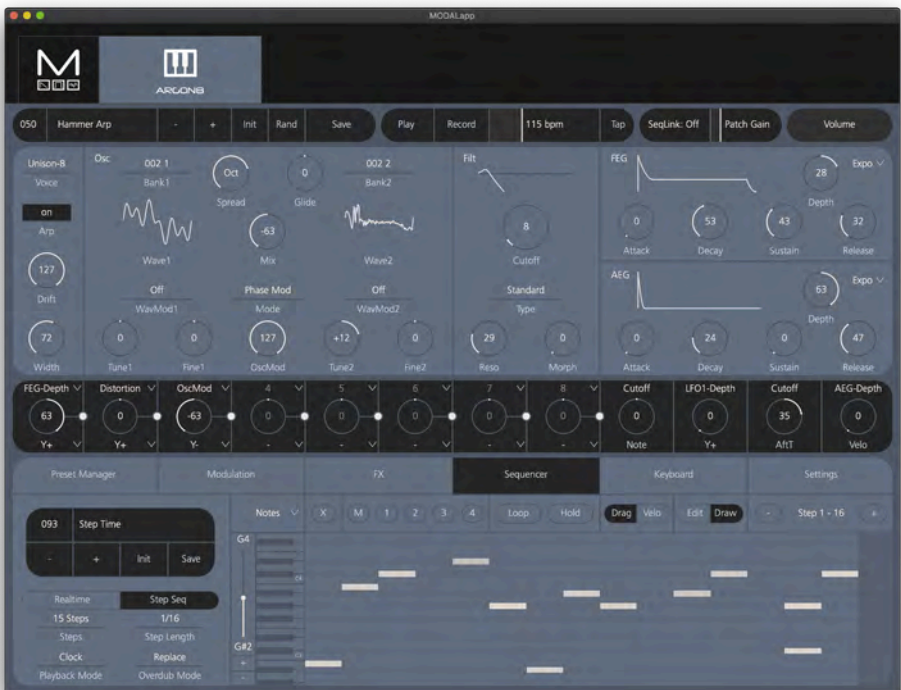 MODALapp
M
ARGON8
050 Hammer Arp - + Init Rand Save Play Record 115 bpm Tap SeqLink: Off Patch Gain Volume
Unison-8 Osc 002 1 Oct 0 002 2 Filt FEG 28 Expo
Voice Bank1 Spread Glide Bank2 Depth
on -63 8 0 53 43 32
Arp Wave1 Mix Wave2 Cutoff Attack Decay Sustain Release
127 Off Phase Mod Off Standard AEG 63 Expo
Drift WavMod1 Mode WavMod2 Type Depth
72 0 0 127 +12 0 29 0 0 24 0 47
Width Tune1 Fine1 OscMod Tune2 Fine2 Reso Morph Attack Decay Sustain Release
FEG-Depth Distortion OscMod 4 5 6 7 8 Cutoff LFO1-Depth Cutoff AEG-Depth
63 0 -63 0 0 0 0 0 0 0 35 0
Y+ Y+ Y- - - - - - Note Y+ AftT Velo
Preset Manager Modulation FX Sequencer Keyboard Settings
093 Step Time Notes X M 1 2 3 4 Loop Hold Drag Velo Edit Draw - Step 1 - 16 +
- + Init Save G4
Realtime Step Seq
15 Steps 1/16
Steps Step Length G#2
Clock Replace +
Playback Mode Overdub Mode -